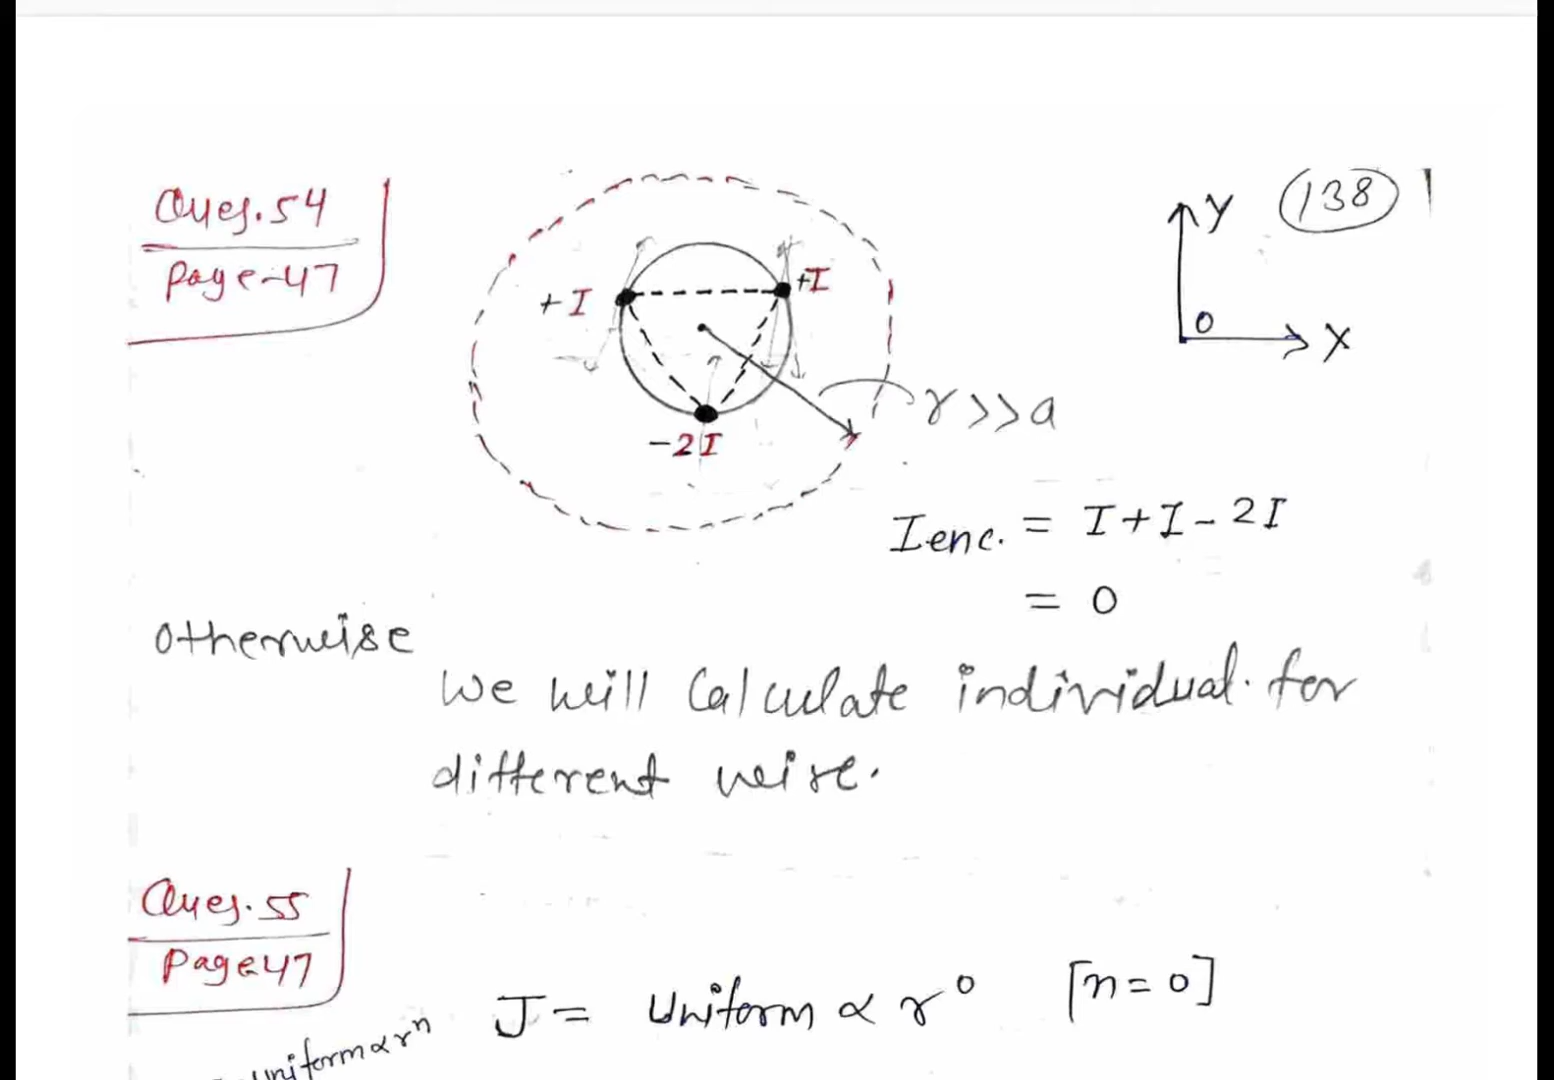 Ques.54
Page-47
+I
+I
-2I
r>>a
Y
O
X
138
Ienc. = I+I-2I
= 0
otherwise
We will Calculate individual. for
different weire.
Ques.55
Page47
J = Uniform ∝ r⁰ [n=0]
uniform∝rⁿ